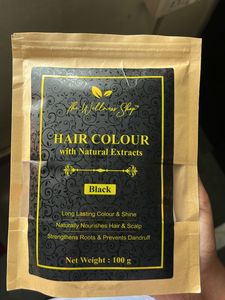 The Wellness Shop™
HAIR COLOUR
with Natural Extracts
Black
Long Lasting Colour & Shine
Naturally Nourishes Hair & Scalp
Strengthens Roots & Prevents Dandruff
Net Weight : 100 g